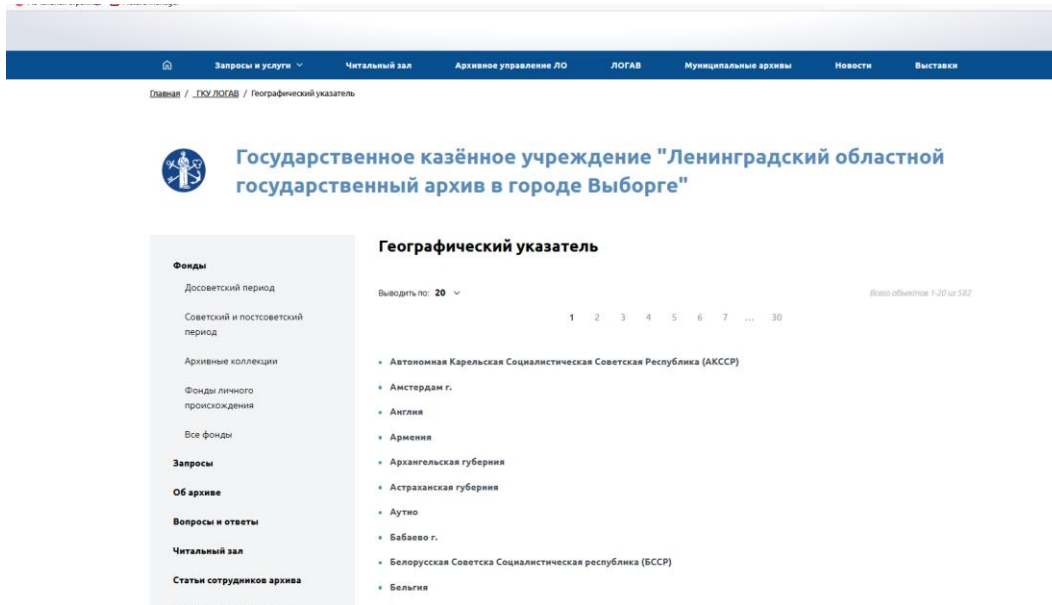 Запросы и услуги
Читальный зал
Архивное управление ЛО
ЛОГАВ
Муниципальные архивы
Новости
Выставки
Главная / ГКУ ЛОГАВ / Географический указатель
Государственное казённое учреждение "Ленинградский областной
государственный архив в городе Выборге"
Фонды
Досоветский период
Советский и постсоветский
период
Архивные коллекции
Фонды личного
происхождения
Все фонды
Запросы
Об архиве
Вопросы и ответы
Читальный зал
Статьи сотрудников архива
Географический указатель
Выводить по: 20
Всего объектов 1-20 из 582
1 2 3 4 5 6 7 ... 30
Автономная Карельская Социалистическая Советская Республика (АКССР)
Амстердам г.
Англия
Армения
Архангельская губерния
Астраханская губерния
Аутио
Бабаево г.
Белорусская Советска Социалистическая республика (БССР)
Бельгия